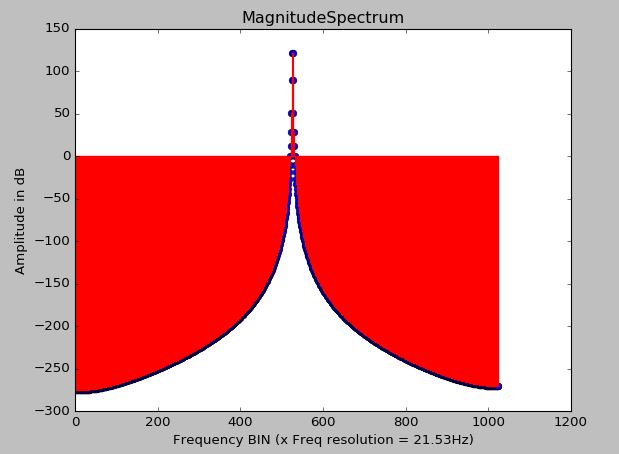 MagnitudeSpectrum
150
100
50
0
−50
−100
−150
−200
−250
−300
Amplitude in dB
0 200 400 600 800 1000 1200
Frequency BIN (x Freq resolution = 21.53Hz)